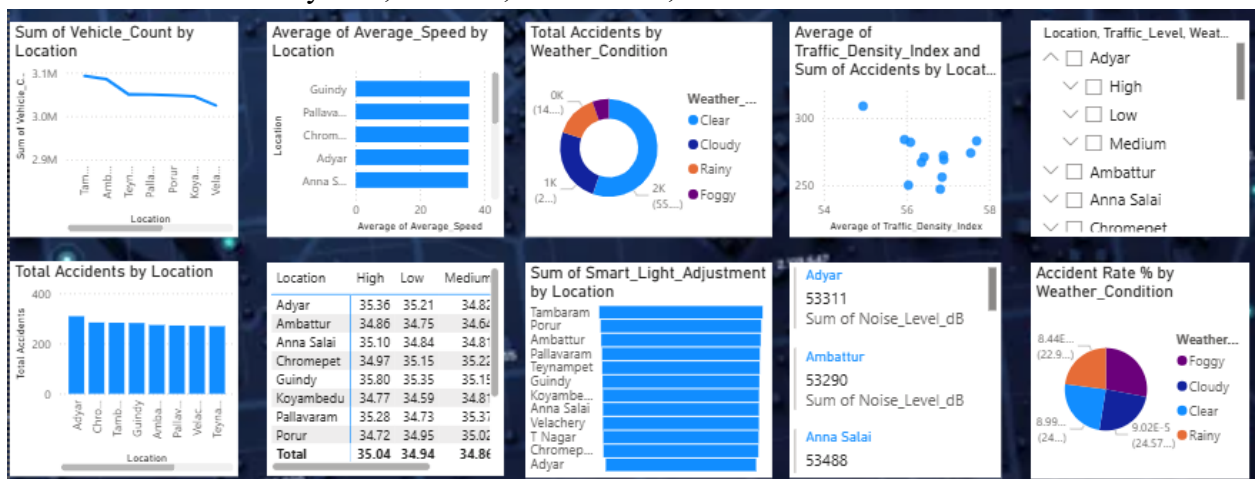 Sum of Vehicle_Count by
Location
Sum of Vehicle_C...
3.1M
3.0M
2.9M
Tam...
Amb...
Teyn...
Palla...
Porur
Koya...
Vela...
Location
Average of Average_Speed by
Location
Location
Guindy
Pallava...
Chrom...
Adyar
Anna S...
0 20 40
Average of Average_Speed
Total Accidents by
Weather_Condition
0K
(14....)
1K
(2...)
2K
(55....)
Weather_...
Clear
Cloudy
Rainy
Foggy
Average of
Traffic_Density_Index and
Sum of Accidents by Locat...
300
250
54 56 58
Average of Traffic_Density_Index
Location, Traffic_Level, Weat...
Adyar
High
Low
Medium
Ambattur
Anna Salai
Chromepet
Total Accidents by Location
Total Accidents
400
200
0
Adyar
Chro...
Tamb...
Guindy
Amba...
Pallav...
Velac...
Teyna...
Location
Location High Low Medium
Adyar 35.36 35.21 34.82
Ambattur 34.86 34.75 34.64
Anna Salai 35.10 34.84 34.81
Chromepet 34.97 35.15 35.22
Guindy 35.80 35.35 35.15
Koyambedu 34.77 34.59 34.81
Pallavaram 35.28 34.73 35.37
Porur 34.72 34.95 35.02
Total 35.04 34.94 34.86
Sum of Smart_Light_Adjustment
by Location
Tambaram
Porur
Ambattur
Pallavaram
Teynampet
Guindy
Koyambe...
Anna Salai
Velachery
T Nagar
Chromep...
Adyar
Adyar
53311
Sum of Noise_Level_dB
Ambattur
53290
Sum of Noise_Level_dB
Anna Salai
53488
Accident Rate % by
Weather_Condition
8.44E...
(22.9...)
8.99...
(24....)
9.02E-5
(24.57...)
Weather...
Foggy
Cloudy
Clear
Rainy